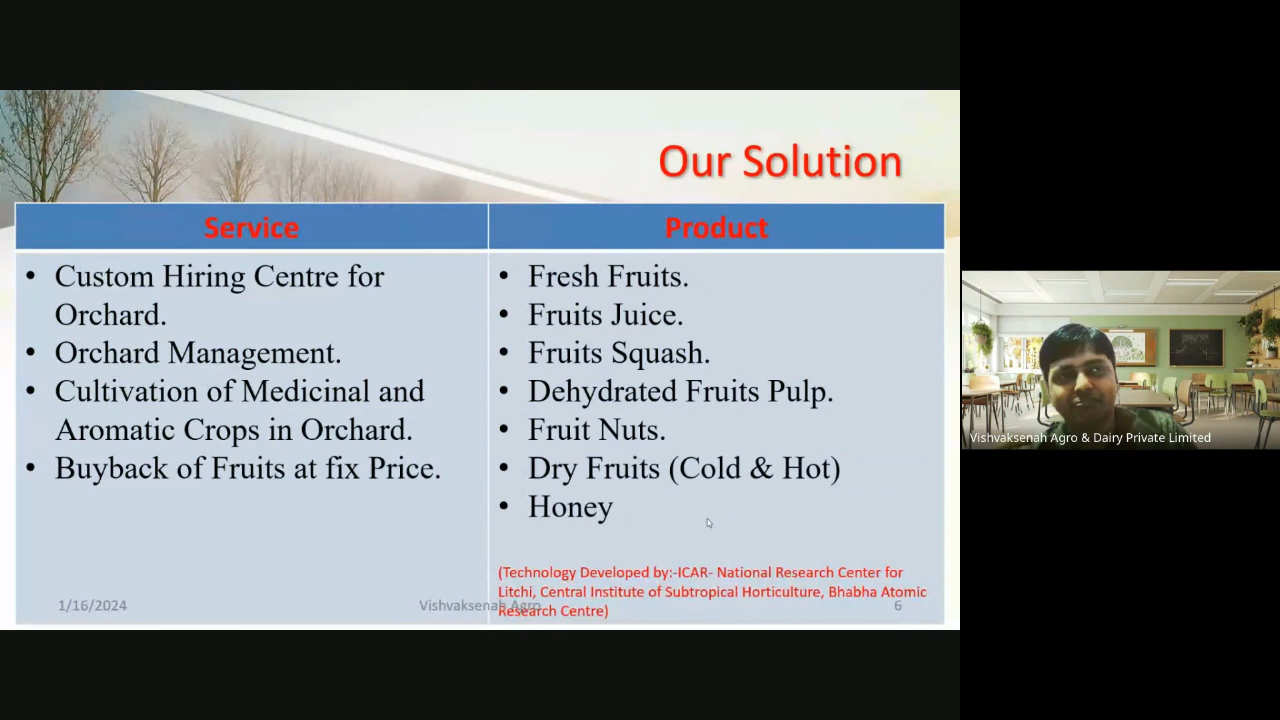 Our Solution
Service
Product
• Custom Hiring Centre for
Orchard.
• Orchard Management.
• Cultivation of Medicinal and
Aromatic Crops in Orchard.
• Buyback of Fruits at fix Price.
• Fresh Fruits.
• Fruits Juice.
• Fruits Squash.
• Dehydrated Fruits Pulp.
• Fruit Nuts.
• Dry Fruits (Cold & Hot)
• Honey
(Technology Developed by:-ICAR- National Research Center for
Litchi, Central Institute of Subtropical Horticulture, Bhabha Atomic
Research Centre)
1/16/2024
Vishvaksenah Agro
6
Vishvaksenah Agro & Dairy Private Limited